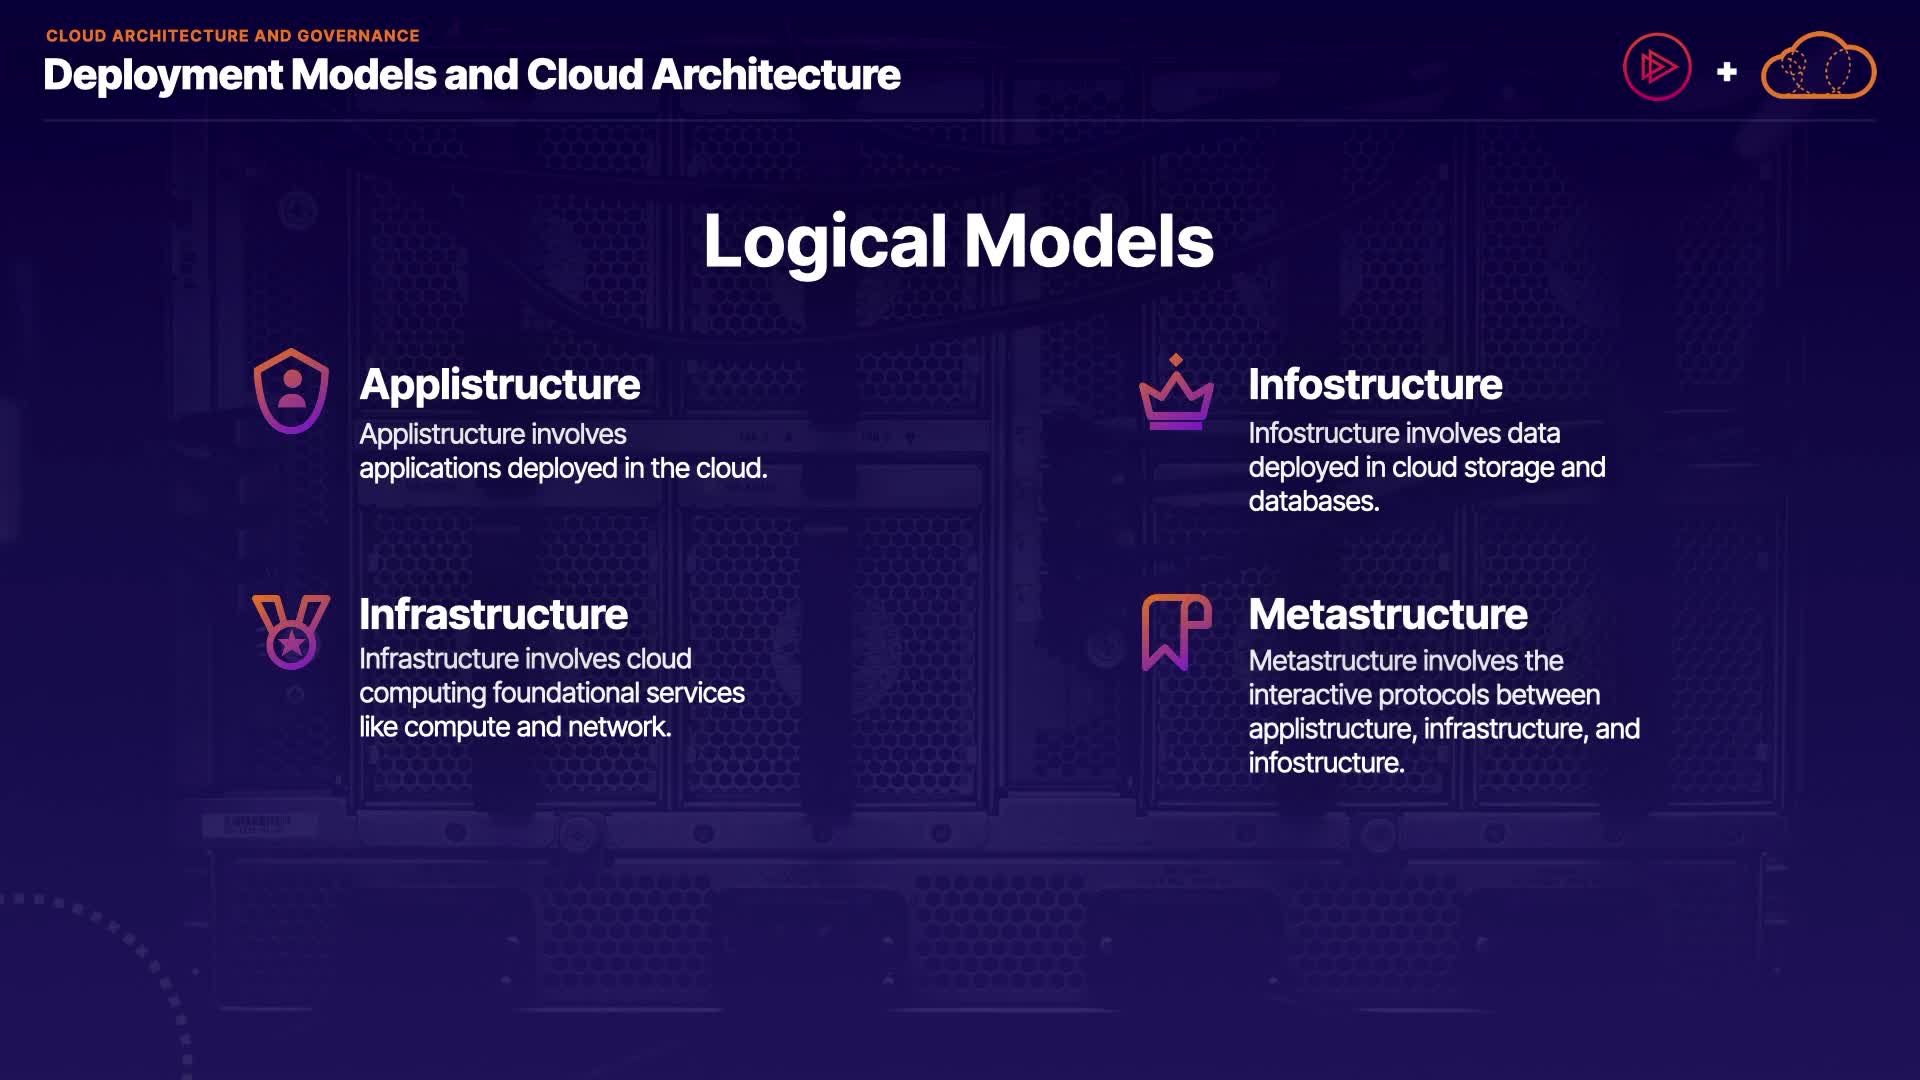 CLOUD ARCHITECTURE AND GOVERNANCE
Deployment Models and Cloud Architecture
Logical Models
Applistructure
Applistructure involves
applications deployed in the cloud.
Infostructure
Infostructure involves data
deployed in cloud storage and
databases.
Infrastructure
Infrastructure involves cloud
computing foundational services
like compute and network.
Metastructure
Metastructure involves the
interactive protocols between
applistructure, infrastructure, and
infostructure.